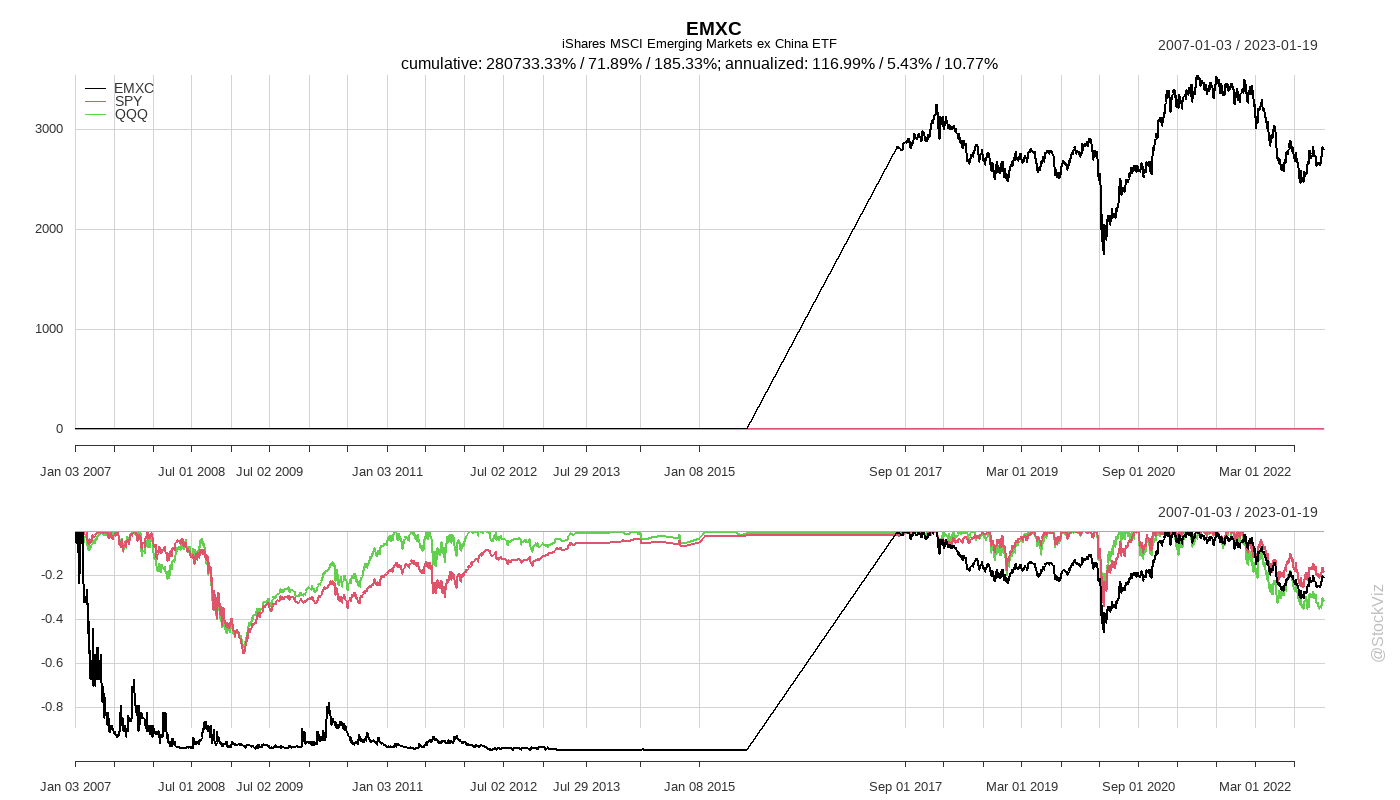 EMXC
iShares MSCI Emerging Markets ex China ETF
2007-01-03 / 2023-01-19
cumulative: 280733.33% / 71.89% / 185.33%; annualized: 116.99% / 5.43% / 10.77%
EMXC
SPY
QQQ
3000
2000
1000
0
Jan 03 2007 Jul 01 2008 Jul 02 2009 Jan 03 2011 Jul 02 2012 Jul 29 2013 Jan 08 2015 Sep 01 2017 Mar 01 2019 Sep 01 2020 Mar 01 2022
2007-01-03 / 2023-01-19
-0.2
-0.4
-0.6
-0.8
Jan 03 2007 Jul 01 2008 Jul 02 2009 Jan 03 2011 Jul 02 2012 Jul 29 2013 Jan 08 2015 Sep 01 2017 Mar 01 2019 Sep 01 2020 Mar 01 2022
@StockViz